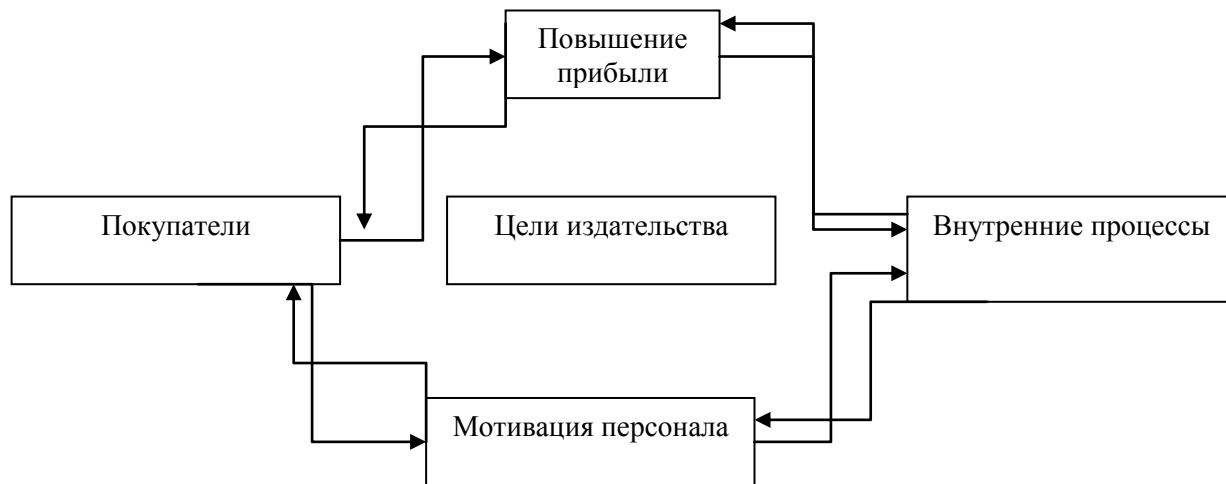 Повышение
прибыли
Покупатели
Цели издательства
Внутренние процессы
Мотивация персонала